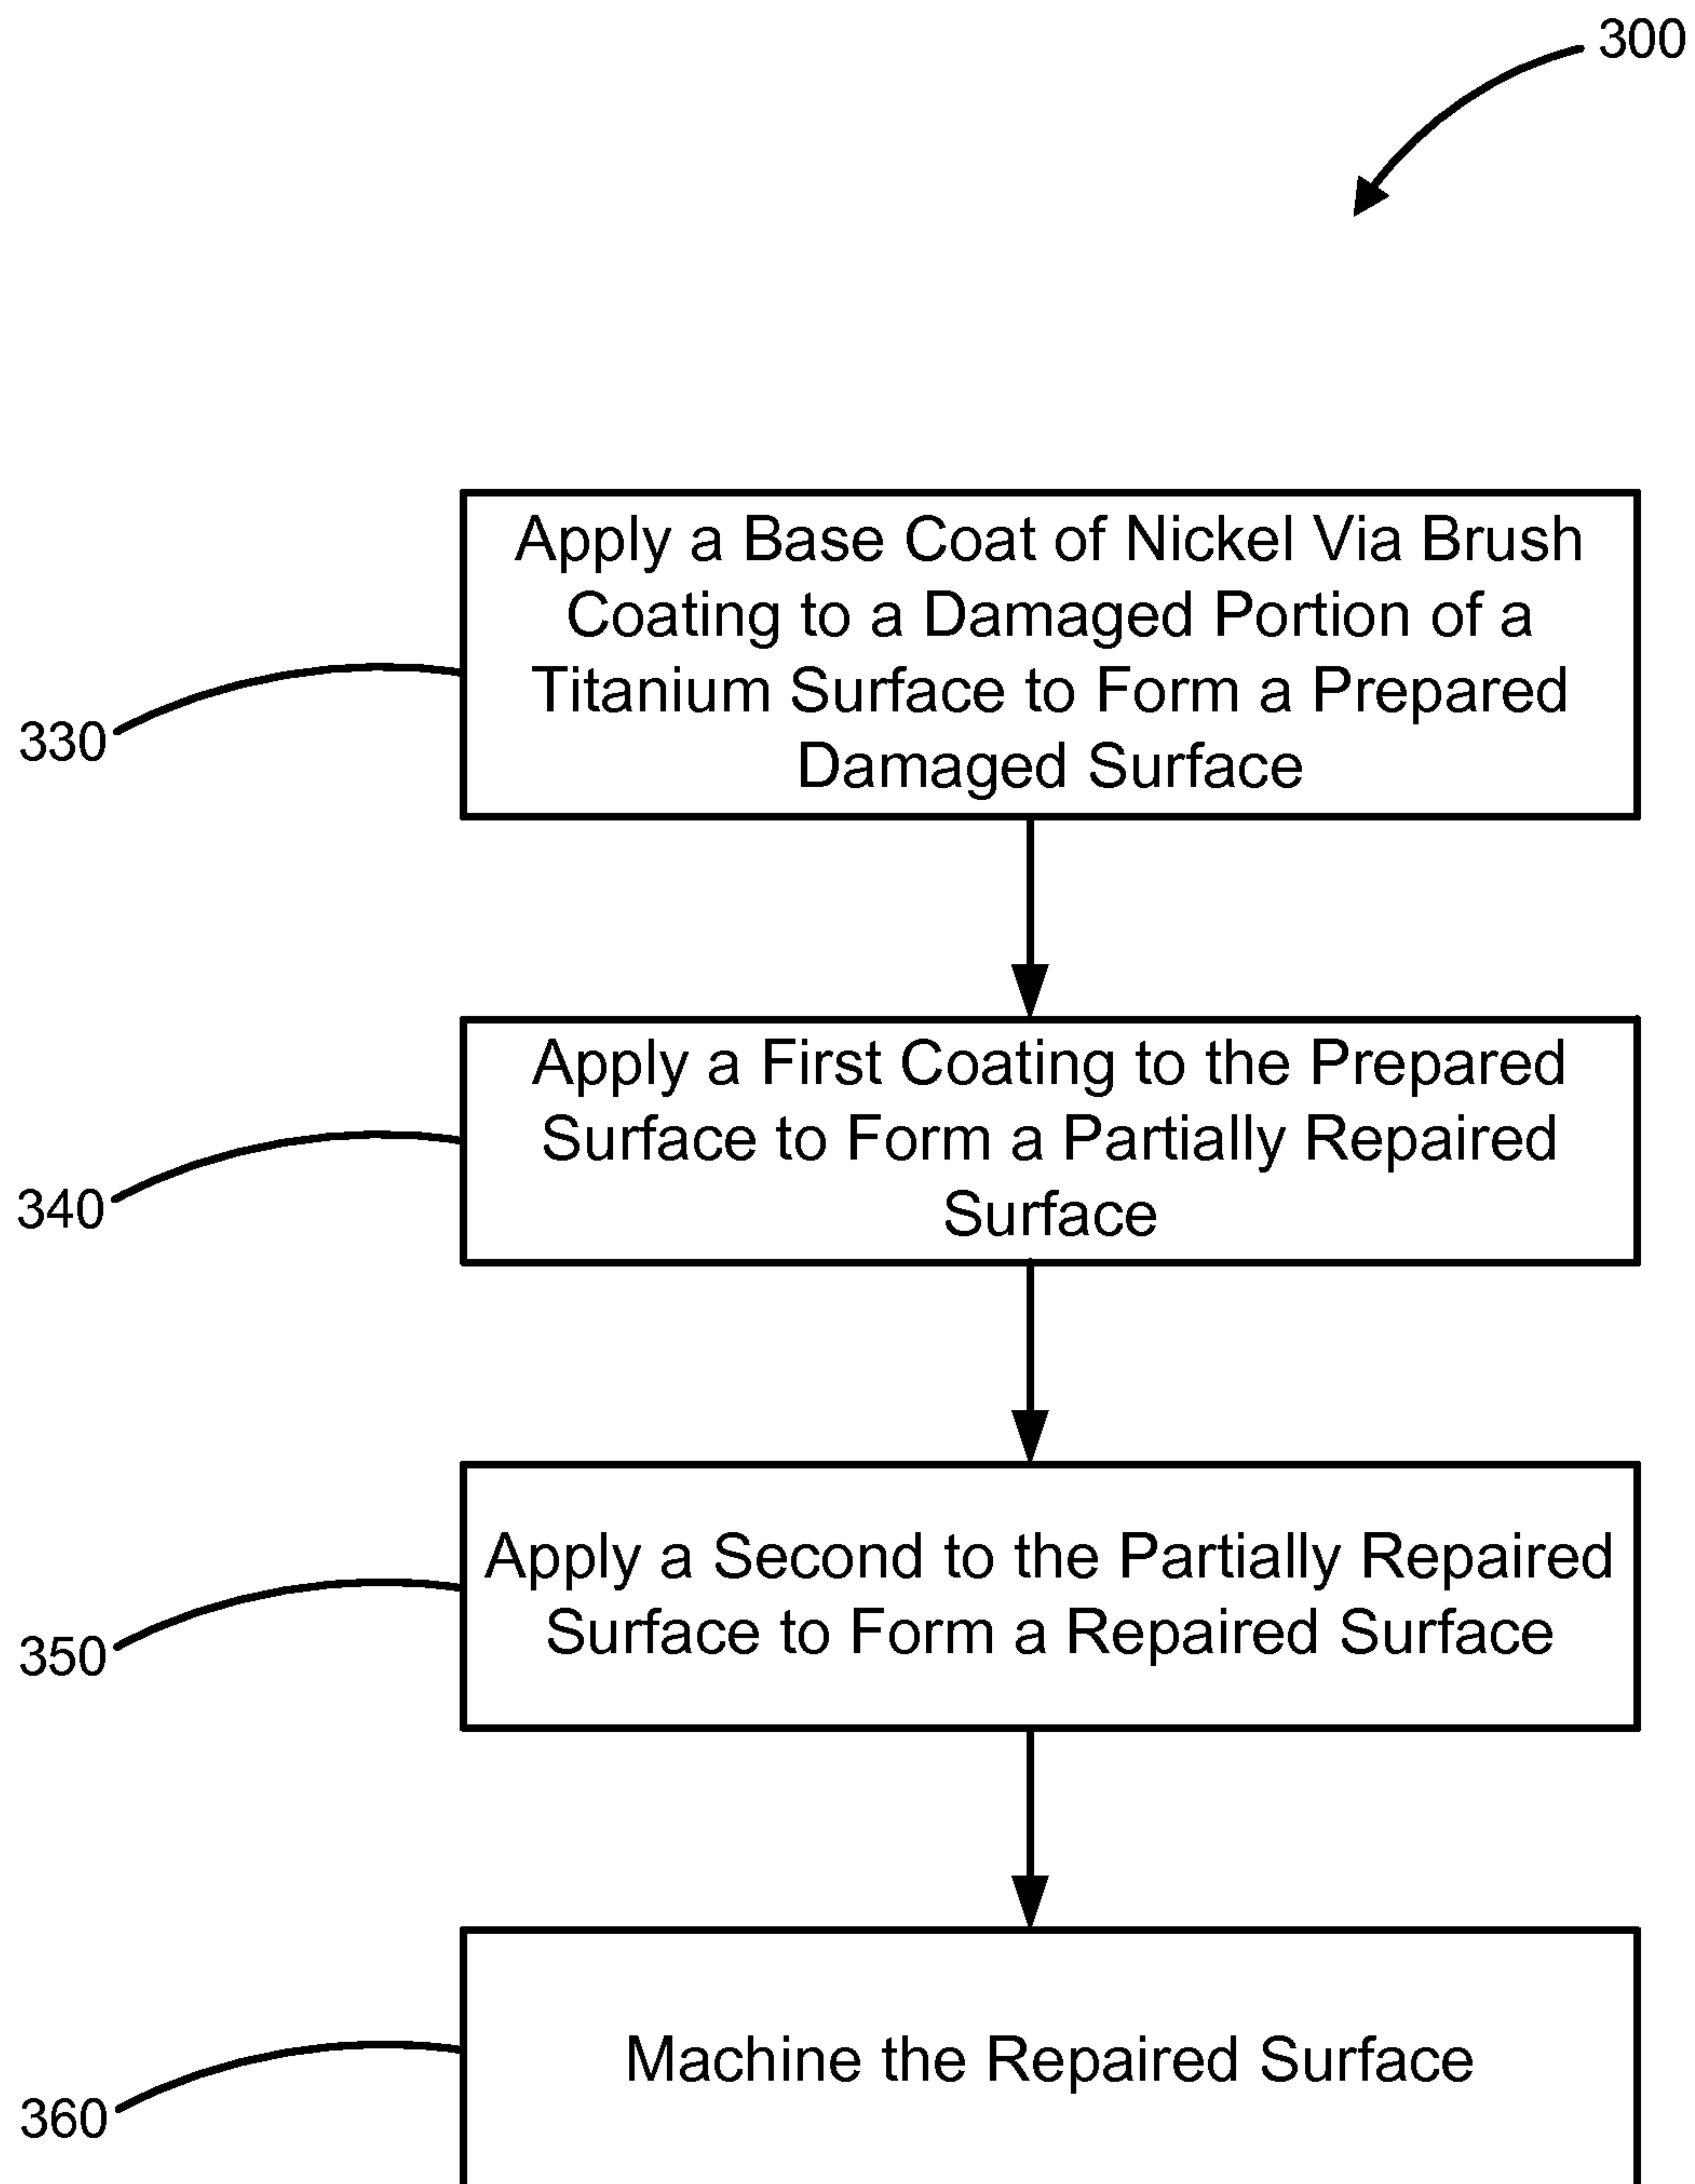 300
Apply a Base Coat of Nickel Via Brush
Coating to a Damaged Portion of a
Titanium Surface to Form a Prepared
Damaged Surface
330
Apply a First Coating to the Prepared
Surface to Form a Partially Repaired
Surface
340
Apply a Second to the Partially Repaired
Surface to Form a Repaired Surface
350
Machine the Repaired Surface
360